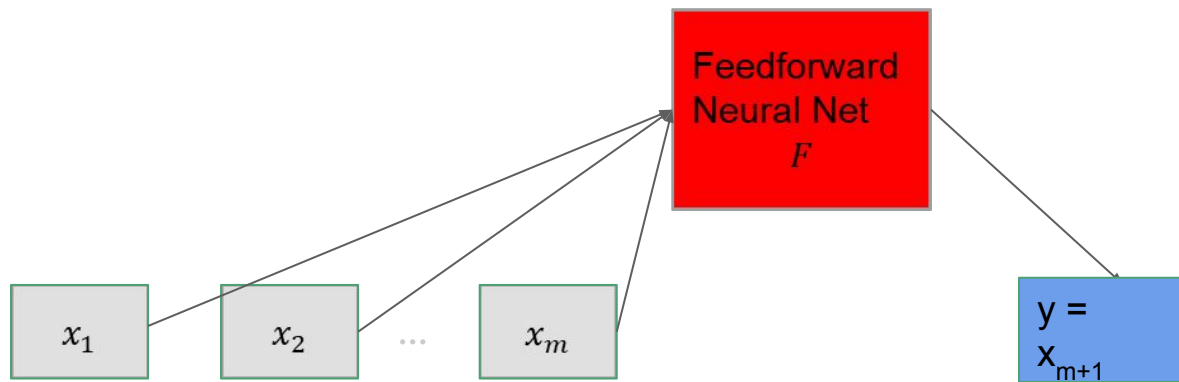 Feedforward
Neural Net
F
x₁ x₂ ... xₘ
y =
xₘ₊₁